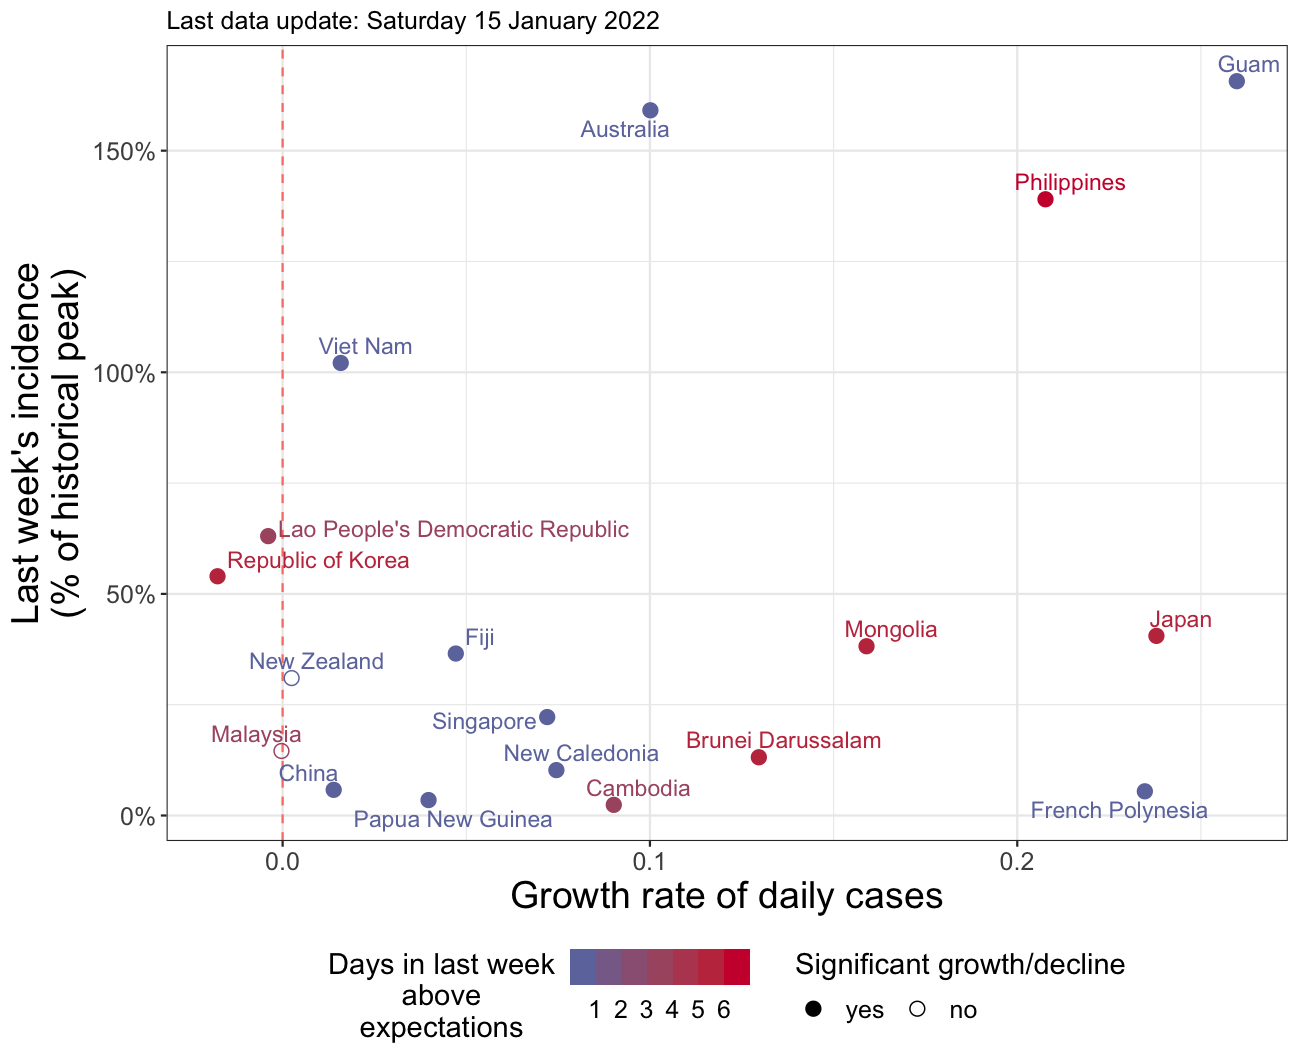 Last data update: Saturday 15 January 2022
Guam
Australia
150%
Philippines
Viet Nam
100%
Last week's incidence
(% of historical peak)
Lao People's Democratic Republic
Republic of Korea
50%
Japan
Mongolia
Fiji
New Zealand
Singapore
Malaysia
Brunei Darussalam
New Caledonia
China
Cambodia
French Polynesia
Papua New Guinea
0%
0.0 0.1 0.2
Growth rate of daily cases
Days in last week
above
expectations
1 2 3 4 5 6
Significant growth/decline
yes no